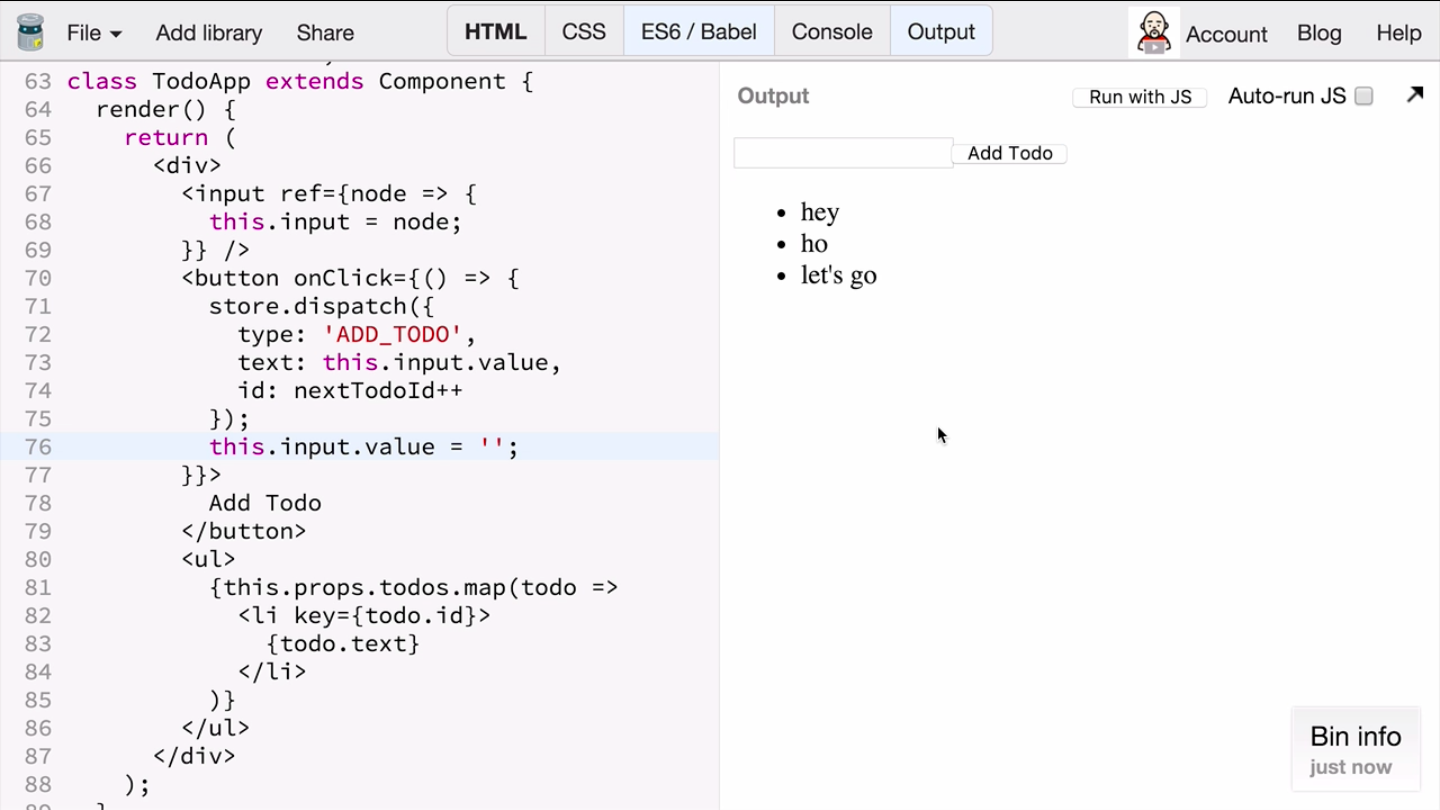 File Add library Share HTML CSS ES6 / Babel Console Output Account Blog Help
63 class TodoApp extends Component {
64   render() {
65     return (
66       <div>
67         <input ref={node => {
68           this.input = node;
69         }} />
70         <button onClick={() => {
71           store.dispatch({
72             type: 'ADD_TODO',
73             text: this.input.value,
74             id: nextTodoId++
75           });
76           this.input.value = '';
77         }}>
78           Add Todo
79         </button>
80         <ul>
81           {this.props.todos.map(todo =>
82             <li key={todo.id}>
83               {todo.text}
84             </li>
85           )}
86         </ul>
87       </div>
88     );
Output Run with JS Auto-run JS
Add Todo
hey
ho
let's go
Bin info
just now